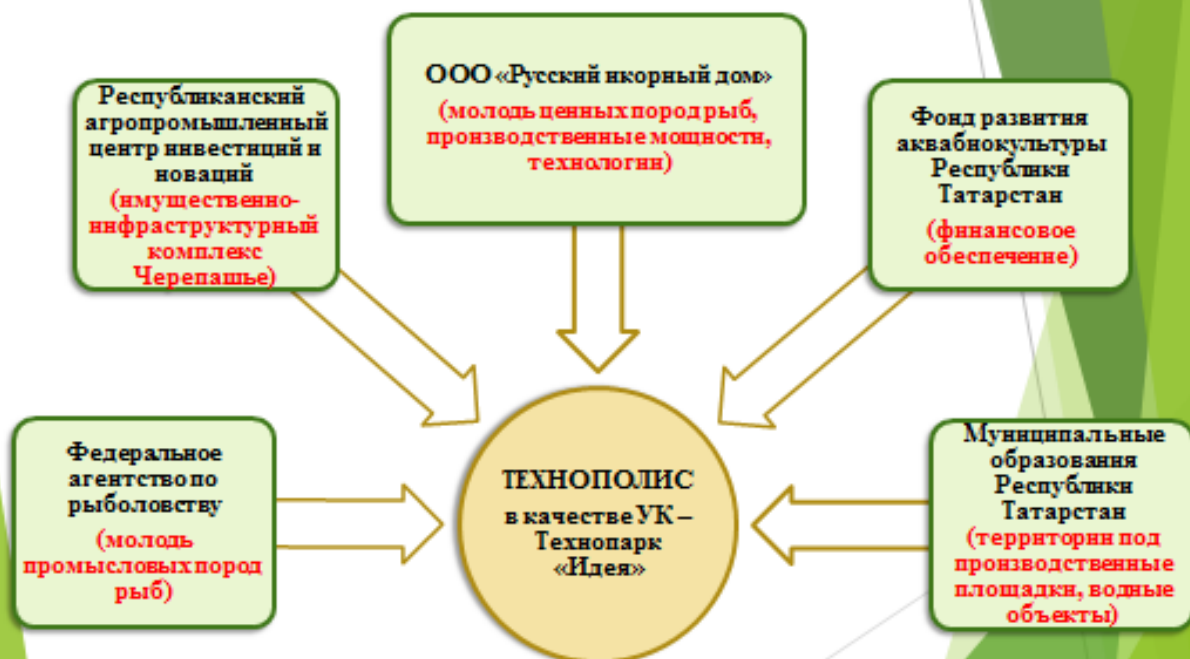 ООО «Русский икорный дом»
(молодь ценных пород рыб,
производственные мощности,
технологии)
Республиканский
агропромышленный
центр инвестиций и
новаций
(имущественно-
инфраструктурный
комплекс
Черепашье)
Фонд развития
аквабиокультуры
Республики
Татарстан
(финансовое
обеспечение)
Федеральное
агентство по
рыболовству
(молодь
промысловых пород
рыб)
ТЕХНОПОЛИС
в качестве УК –
Технопарк
«Идея»
Муниципальные
образования
Республики
Татарстан
(территории под
производственные
площадки, водные
объекты)